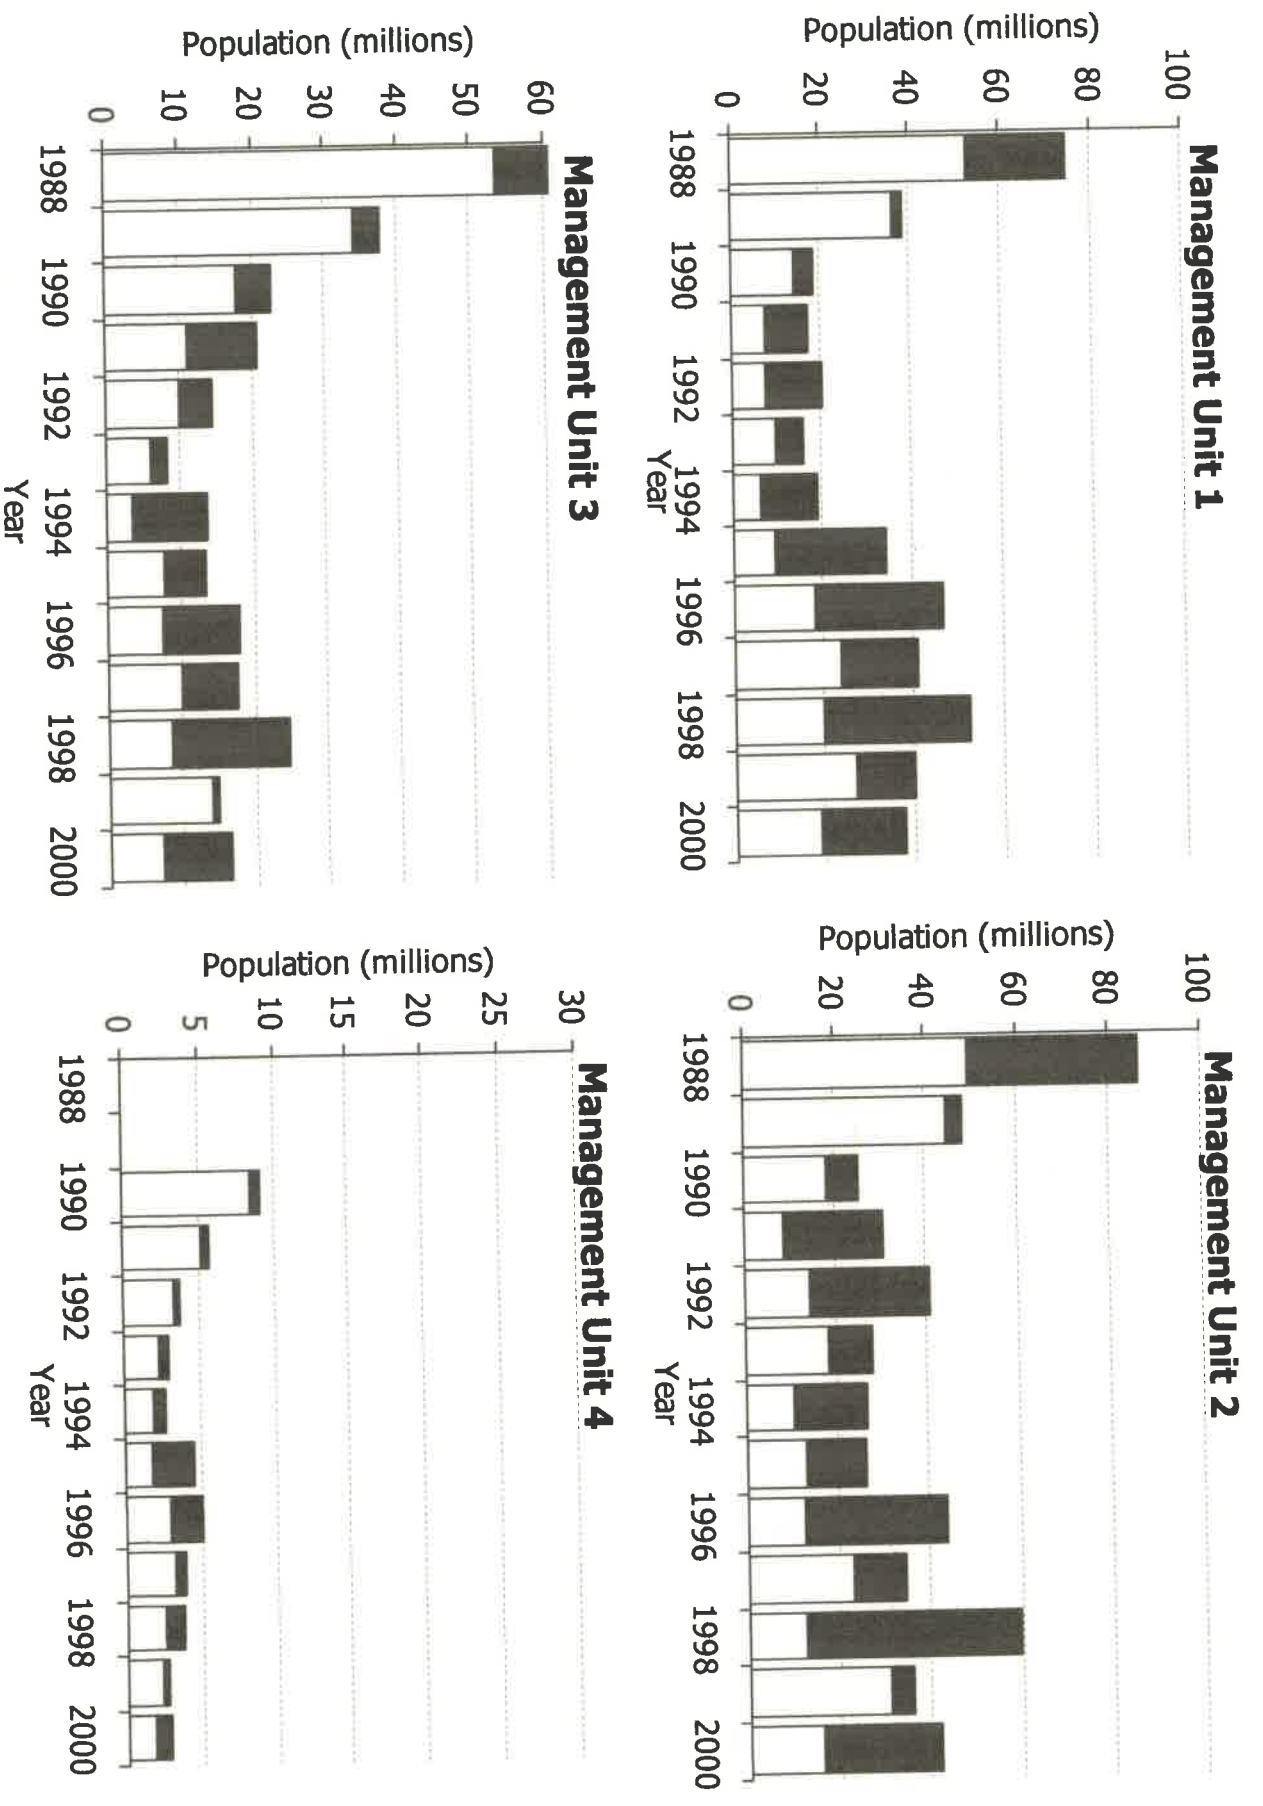 Management Unit 1
Population (millions)
100
80
60
40
20
0
1988 1990 1992 1994 1996 1998 2000
Year
Management Unit 2
Population (millions)
100
80
60
40
20
0
1988 1990 1992 1994 1996 1998 2000
Year
Management Unit 3
Population (millions)
60
50
40
30
20
10
0
1988 1990 1992 1994 1996 1998 2000
Year
Management Unit 4
Population (millions)
30
25
20
15
10
5
0
1988 1990 1992 1994 1996 1998 2000
Year